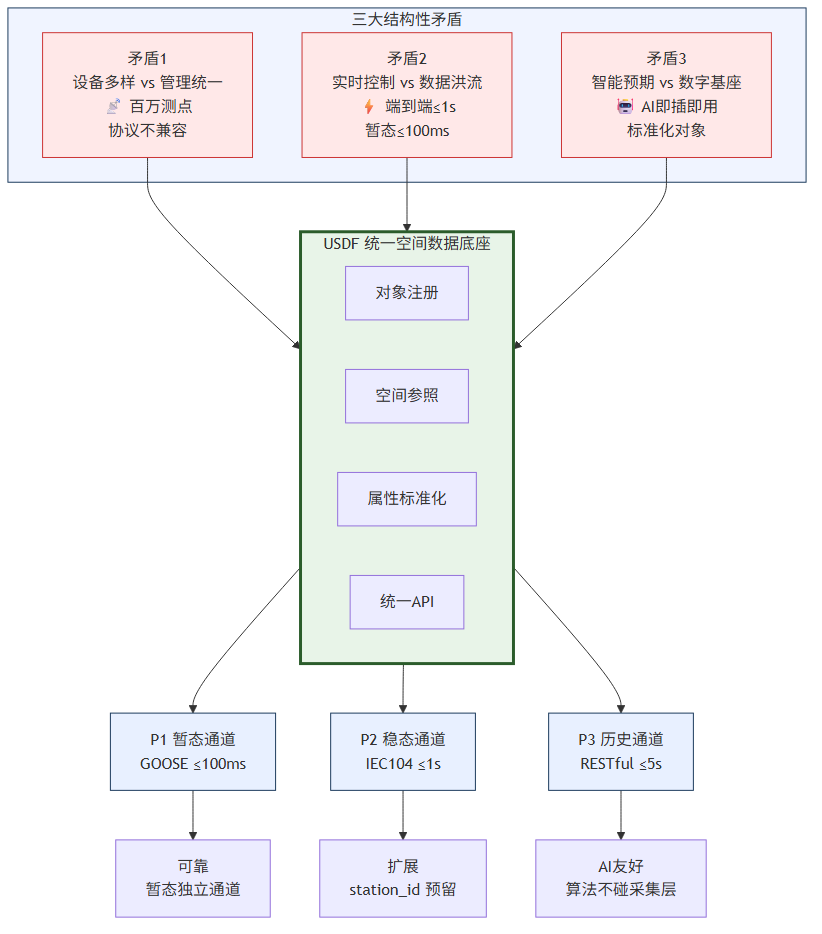 三大结构性矛盾
矛盾1
设备多样 vs 管理统一
📡 百万测点
协议不兼容
矛盾2
实时控制 vs 数据洪流
⚡ 端到端≤1s
暂态≤100ms
矛盾3
智能预期 vs 数字基座
🤖 AI即插即用
标准化对象
USDF 统一空间数据底座
对象注册
空间参照
属性标准化
统一API
P1 暂态通道
GOOSE ≤100ms
P2 稳态通道
IEC104 ≤1s
P3 历史通道
RESTful ≤5s
可靠
暂态独立通道
扩展
station_id 预留
AI友好
算法不碰采集层